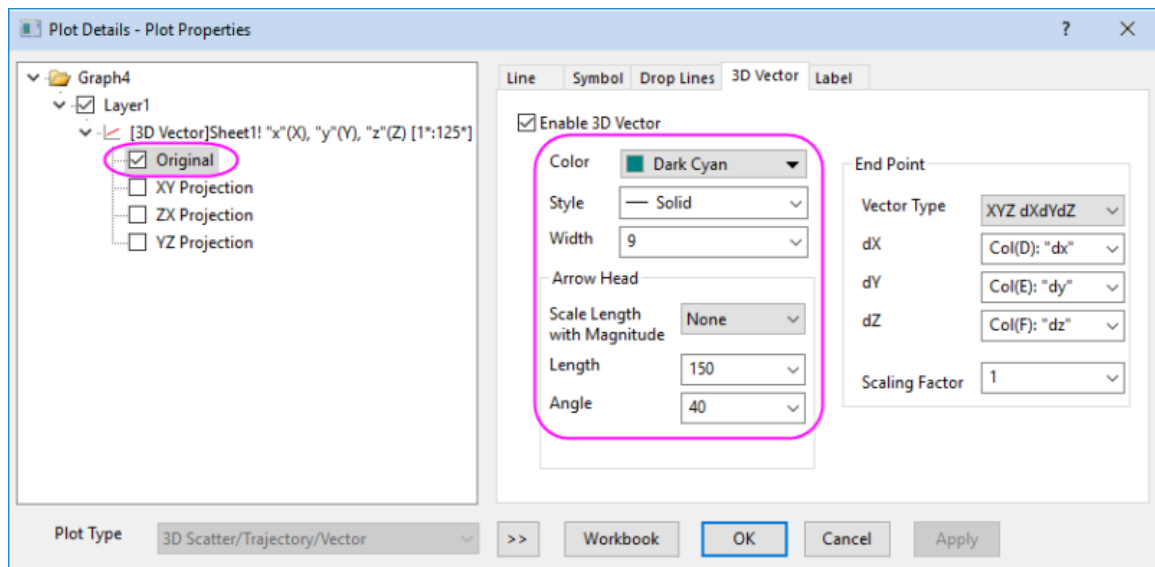 Plot Details - Plot Properties
?
Graph4
Layer1
[3D Vector]Sheet1! "x"(X), "y"(Y), "z"(Z) [1*:125*]
Original
XY Projection
ZX Projection
YZ Projection
Line Symbol Drop Lines 3D Vector Label
Enable 3D Vector
Color Dark Cyan
Style Solid
Width 9
Arrow Head
Scale Length
with Magnitude None
Length 150
Angle 40
End Point
Vector Type XYZ dXdYdZ
dX Col(D): "dx"
dY Col(E): "dy"
dZ Col(F): "dz"
Scaling Factor 1
Plot Type 3D Scatter/Trajectory/Vector >> Workbook OK Cancel Apply